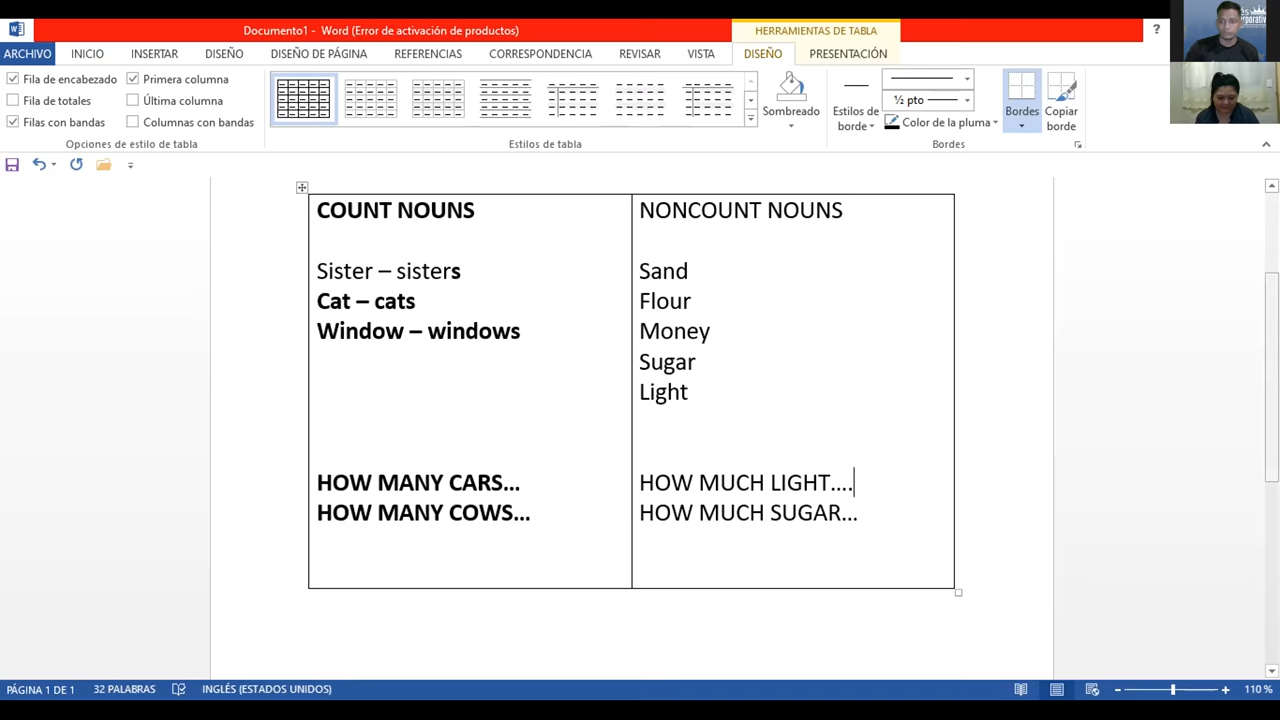 Documento1 - Word (Error de activación de productos)
HERRAMIENTAS DE TABLA
?
ARCHIVO INICIO INSERTAR DISEÑO DISEÑO DE PÁGINA REFERENCIAS CORRESPONDENCIA REVISAR VISTA DISEÑO PRESENTACIÓN
Fila de encabezado Primera columna
Fila de totales Última columna
Filas con bandas Columnas con bandas
Opciones de estilo de tabla
Estilos de tabla
Sombreado
Estilos de borde
½ pto
Color de la pluma
Bordes
Copiar borde
Bordes
COUNT NOUNS
Sister – sisters
Cat – cats
Window – windows
HOW MANY CARS...
HOW MANY COWS...
NONCOUNT NOUNS
Sand
Flour
Money
Sugar
Light
HOW MUCH LIGHT....
HOW MUCH SUGAR...
PÁGINA 1 DE 1 32 PALABRAS INGLÉS (ESTADOS UNIDOS) 110 %